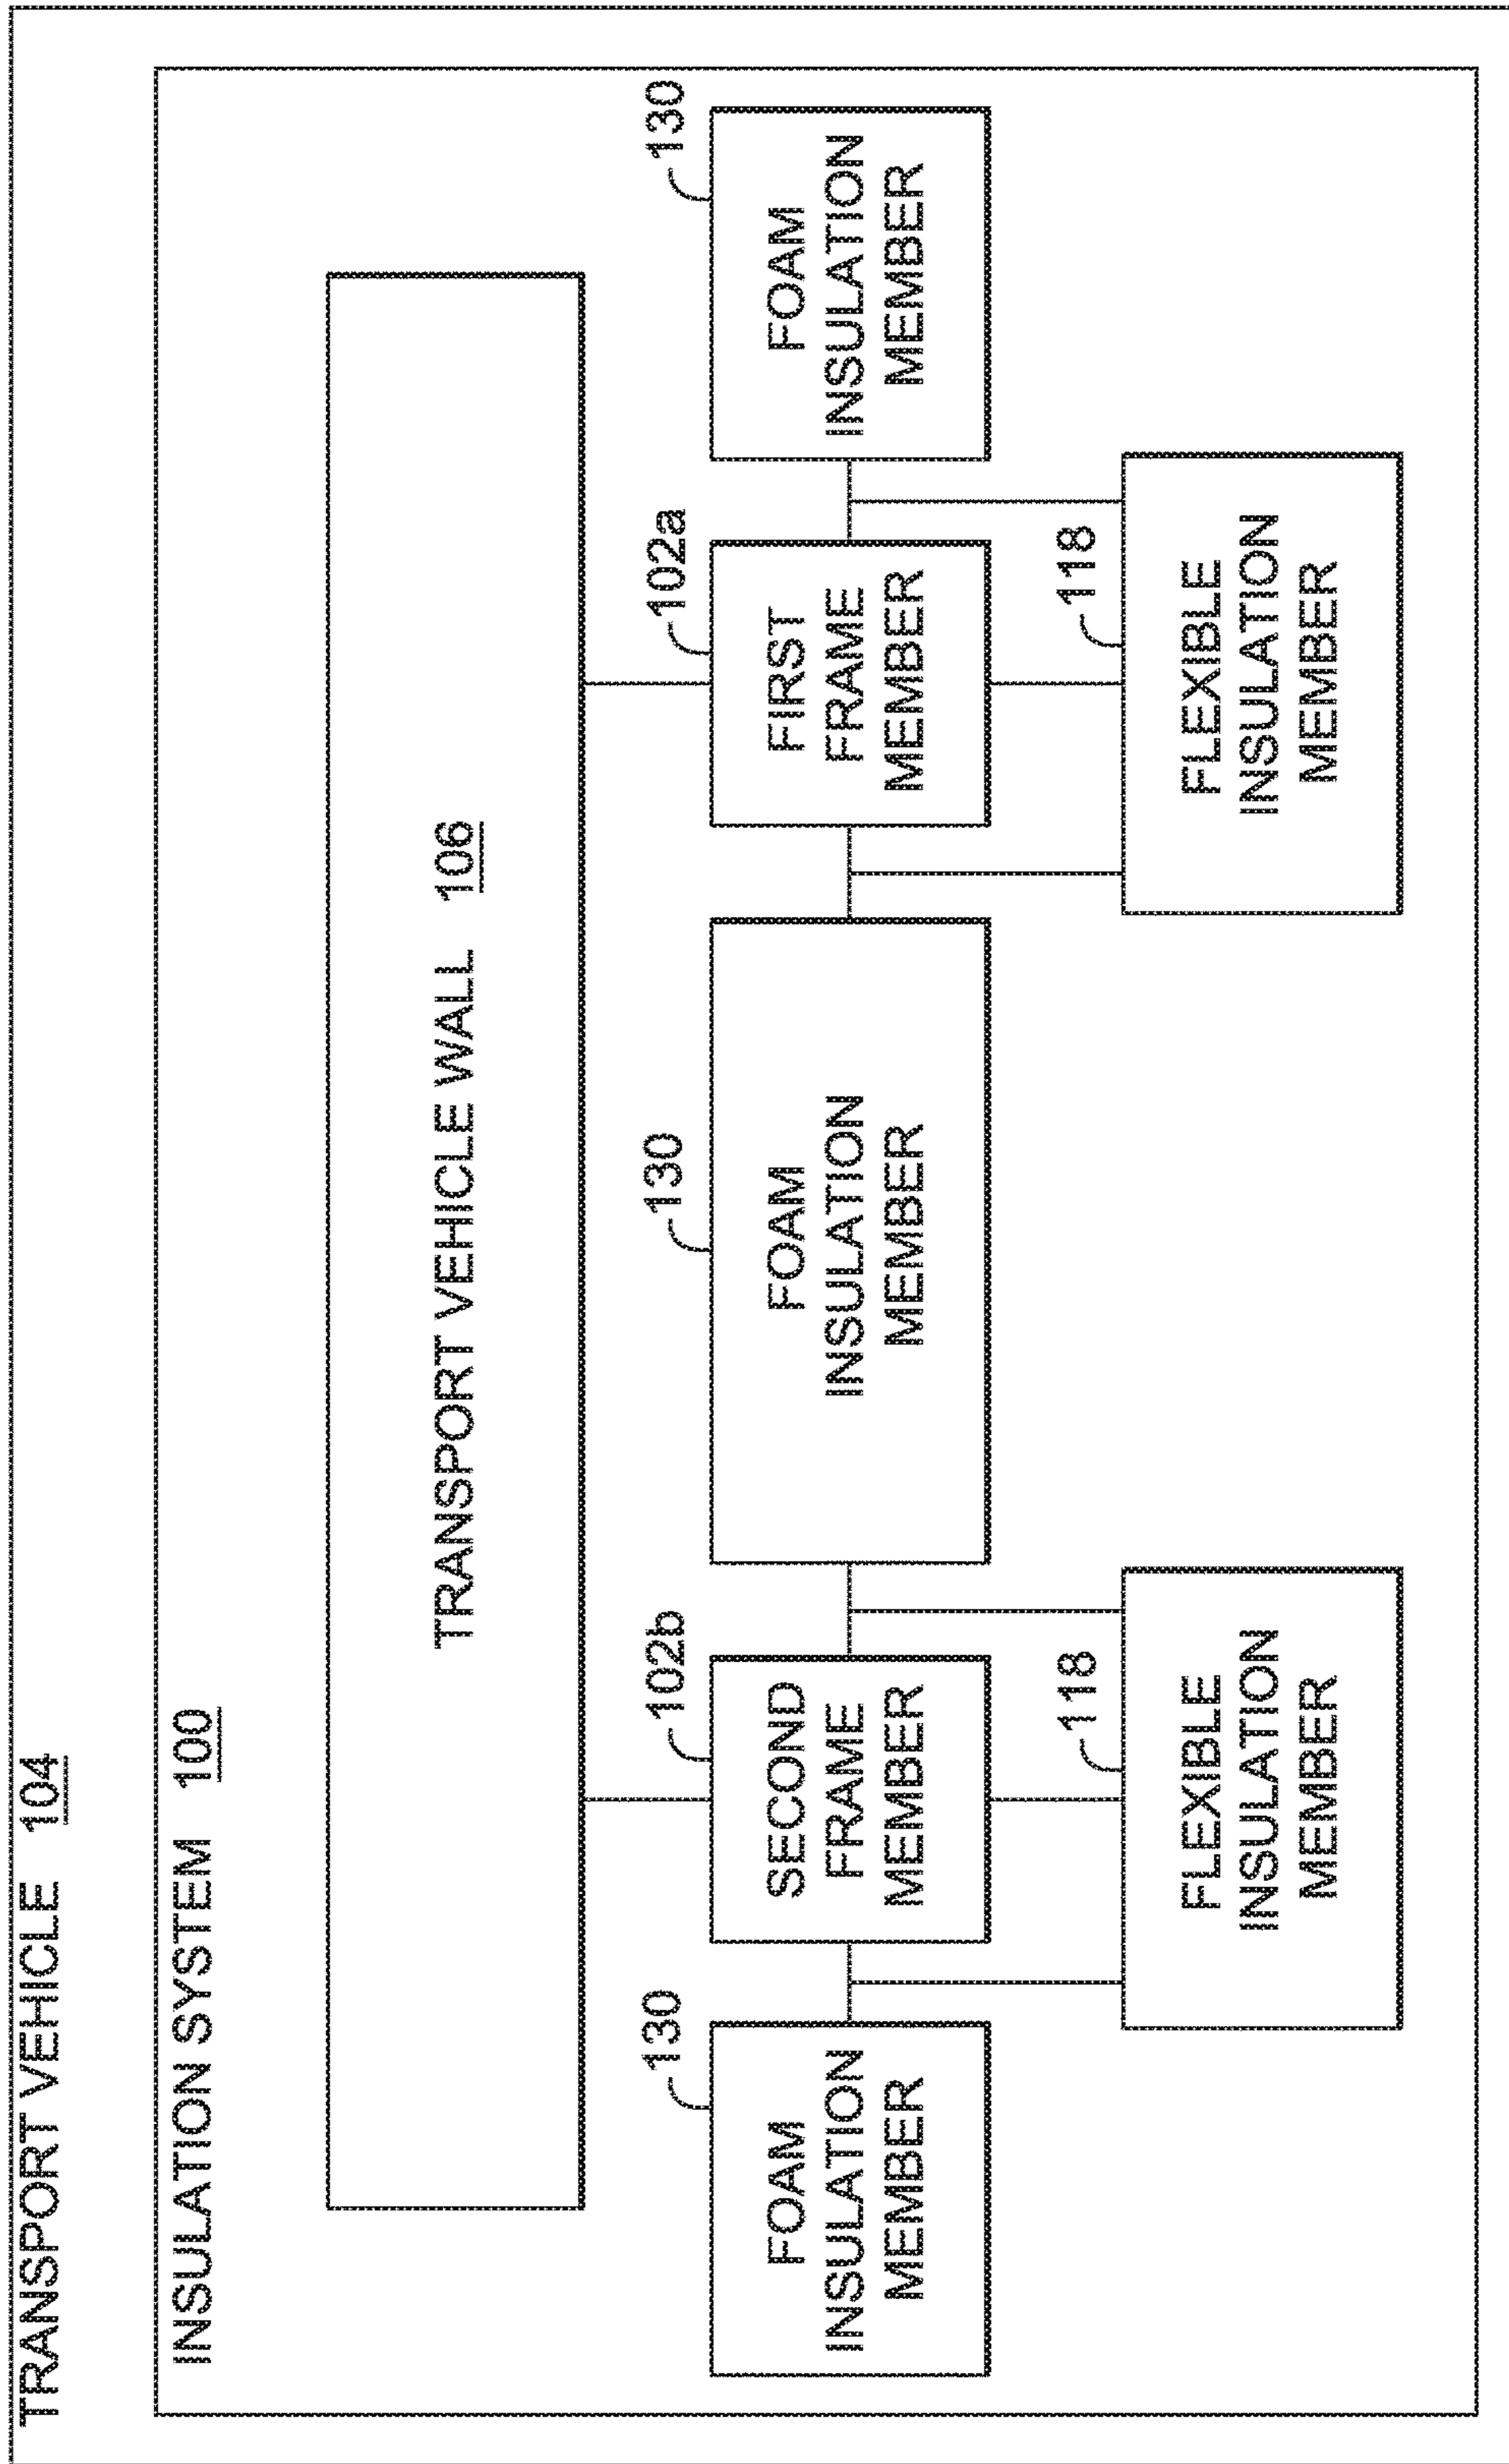 TRANSPORT VEHICLE 104
INSULATION SYSTEM 100
TRANSPORT VEHICLE WALL 106
130
FOAM
INSULATION
MEMBER
102b
SECOND
FRAME
MEMBER
130
FOAM
INSULATION
MEMBER
102a
FIRST
FRAME
MEMBER
130
FOAM
INSULATION
MEMBER
118
FLEXIBLE
INSULATION
MEMBER
118
FLEXIBLE
INSULATION
MEMBER